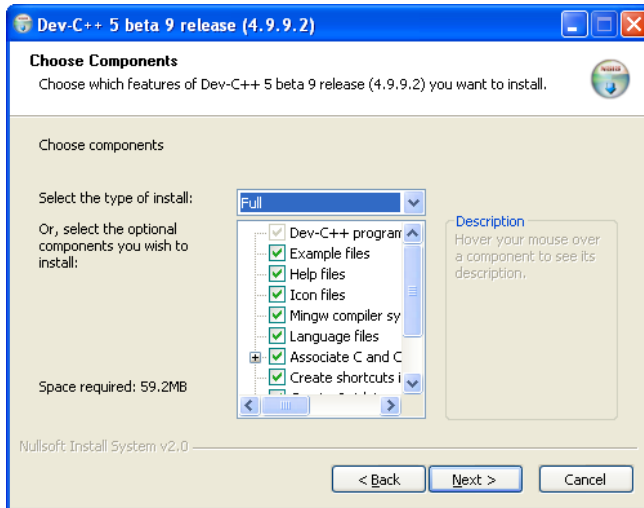 Dev-C++ 5 beta 9 release (4.9.9.2)
Choose Components
Choose which features of Dev-C++ 5 beta 9 release (4.9.9.2) you want to install.
Choose components
Select the type of install:
Full
Or, select the optional
components you wish to
install:
Dev-C++ program
Example files
Help files
Icon files
Mingw compiler sy
Language files
Associate C and C
Create shortcuts i
Description
Hover your mouse over
a component to see its
description.
Space required: 59.2MB
Nullsoft Install System v2.0
< Back
Next >
Cancel